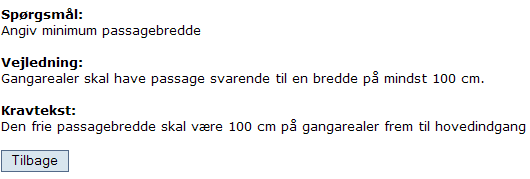 Spørgsmål:
Angiv minimum passagebredde
Vejledning:
Gangarealer skal have passage svarende til en bredde på mindst 100 cm.
Kravtekst:
Den frie passagebredde skal være 100 cm på gangarealer frem til hovedindgang
Tilbage